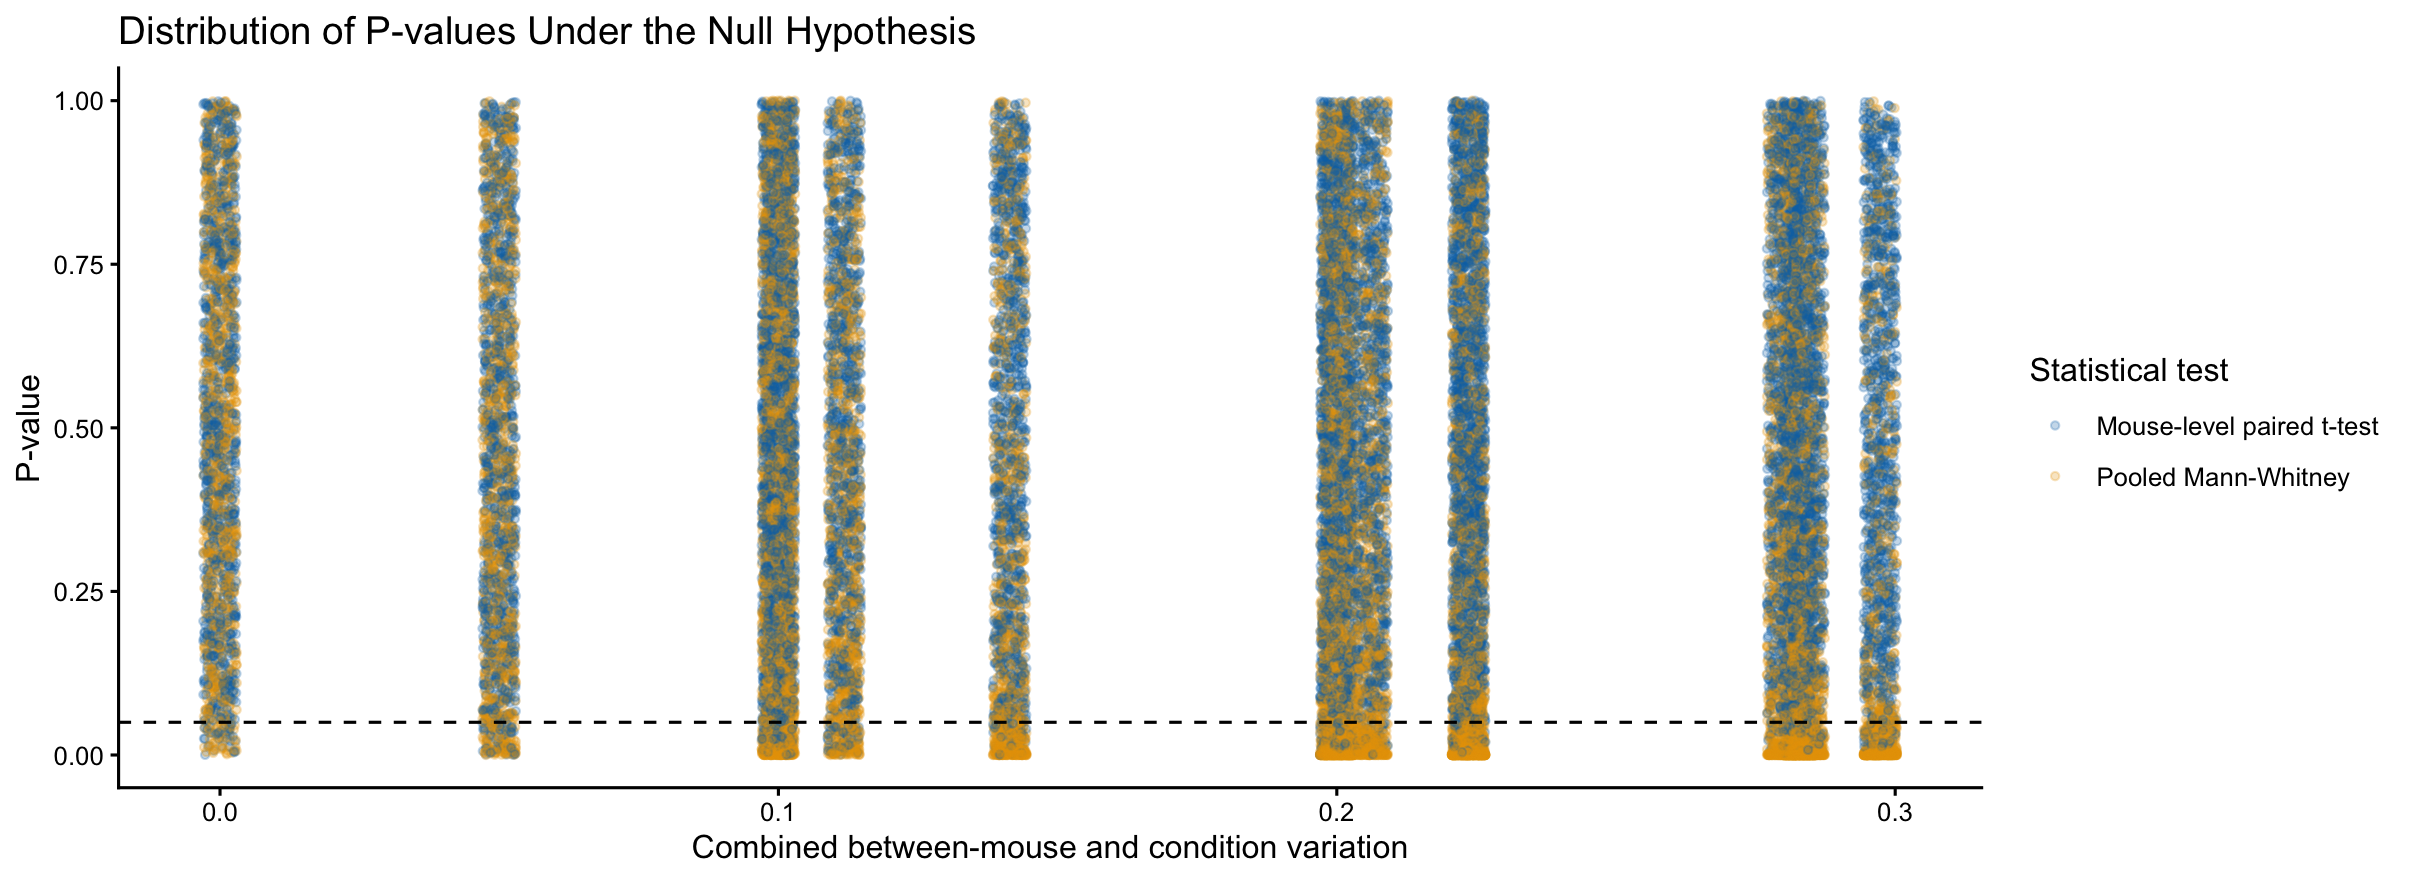 Distribution of P-values Under the Null Hypothesis
1.00
0.75
0.50
0.25
0.00
P-value
0.0 0.1 0.2 0.3
Combined between-mouse and condition variation
Statistical test
Mouse-level paired t-test
Pooled Mann-Whitney